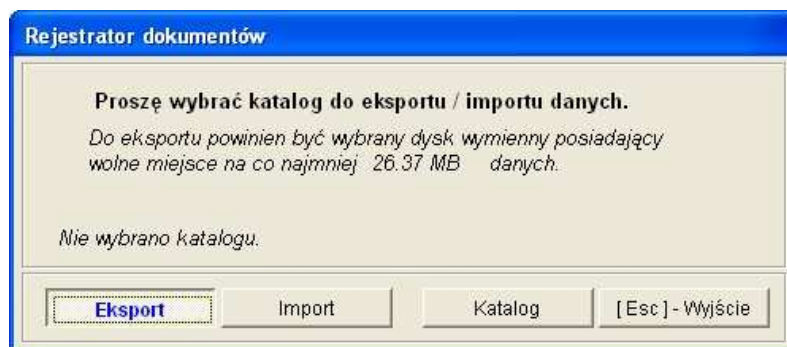 Rejestrator dokumentów
Proszę wybrać katalog do eksportu / importu danych.
Do eksportu powinien być wybrany dysk wymienny posiadający
wolne miejsce na co najmniej 26.37 MB danych.
Nie wybrano katalogu.
Eksport Import Katalog [ Esc ] - Wyjście